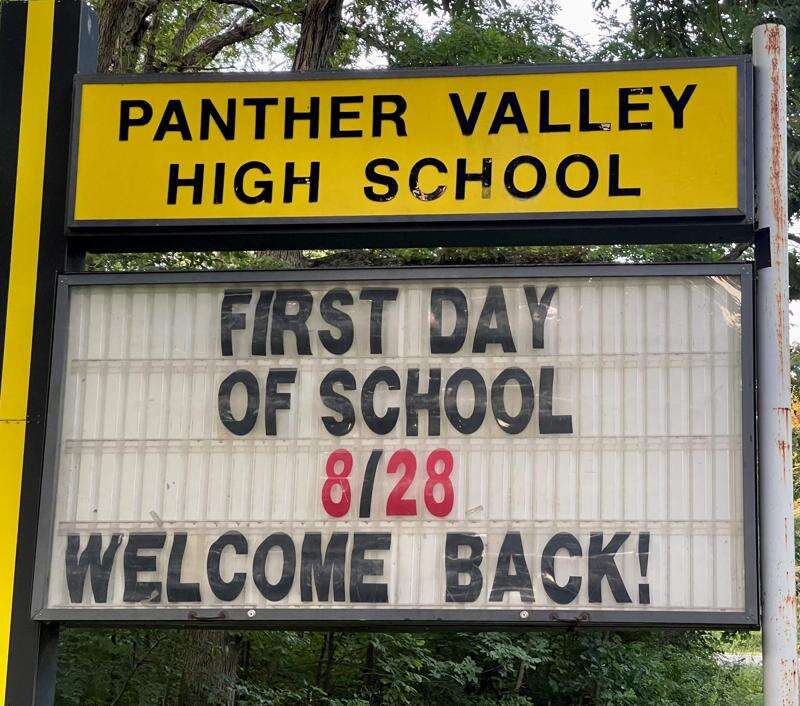 PANTHER VALLEY
HIGH SCHOOL
FIRST DAY
OF SCHOOL
8/28
WELCOME BACK!